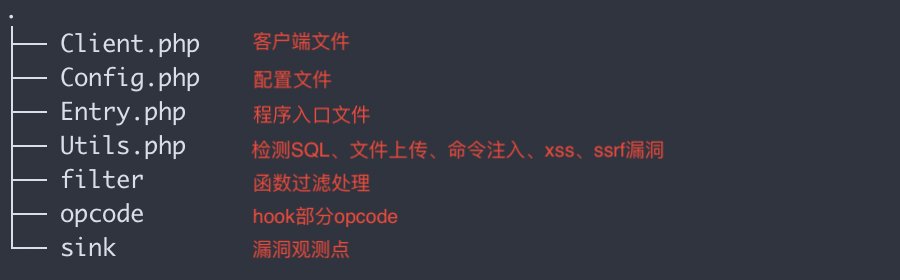 .
├── Client.php 客户端文件
├── Config.php 配置文件
├── Entry.php 程序入口文件
├── Utils.php 检测SQL、文件上传、命令注入、xss、ssrf漏洞
├── filter 函数过滤处理
├── opcode hook部分opcode
└── sink 漏洞观测点